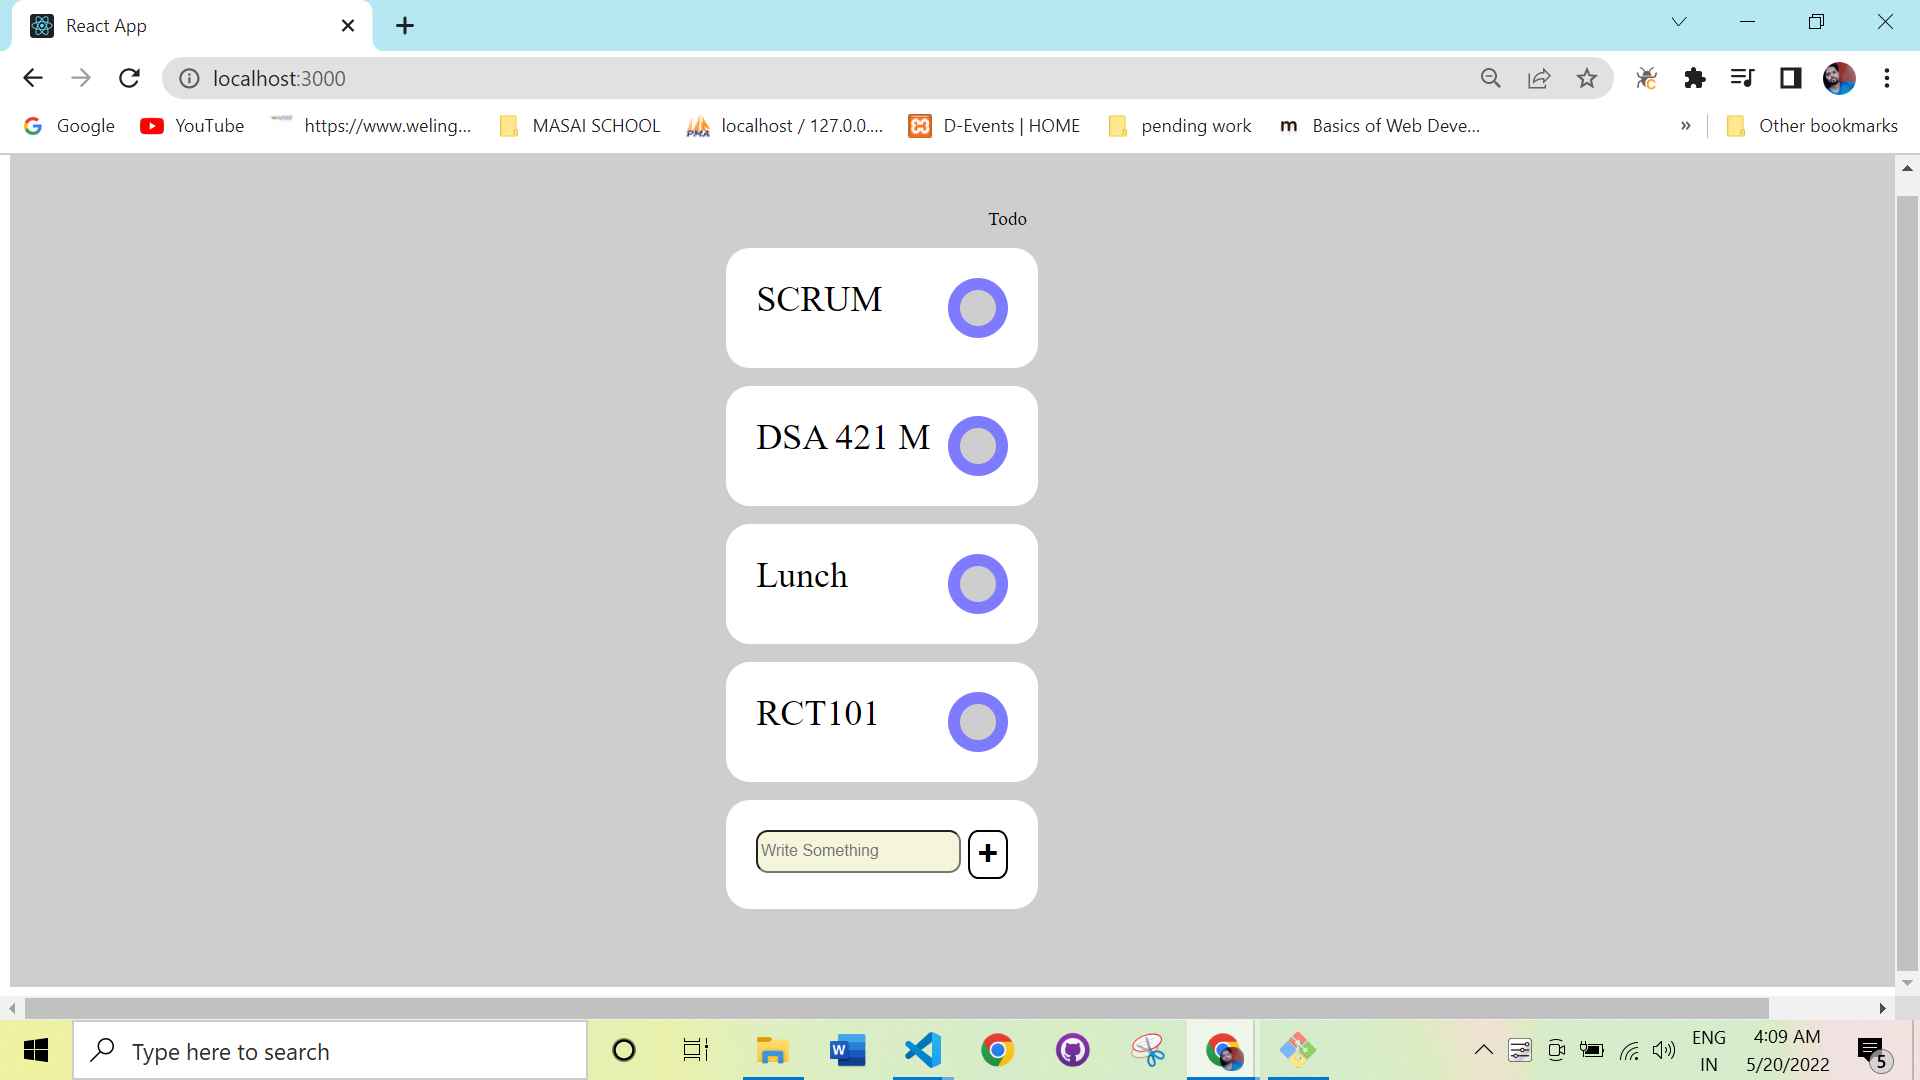 React App
localhost:3000
Google YouTube https://www.weling... MASAI SCHOOL localhost / 127.0.0.... D-Events | HOME pending work m Basics of Web Deve... » Other bookmarks
Todo
SCRUM
DSA 421 M
Lunch
RCT101
Write Something +
Type here to search
ENG
IN
4:09 AM
5/20/2022
5